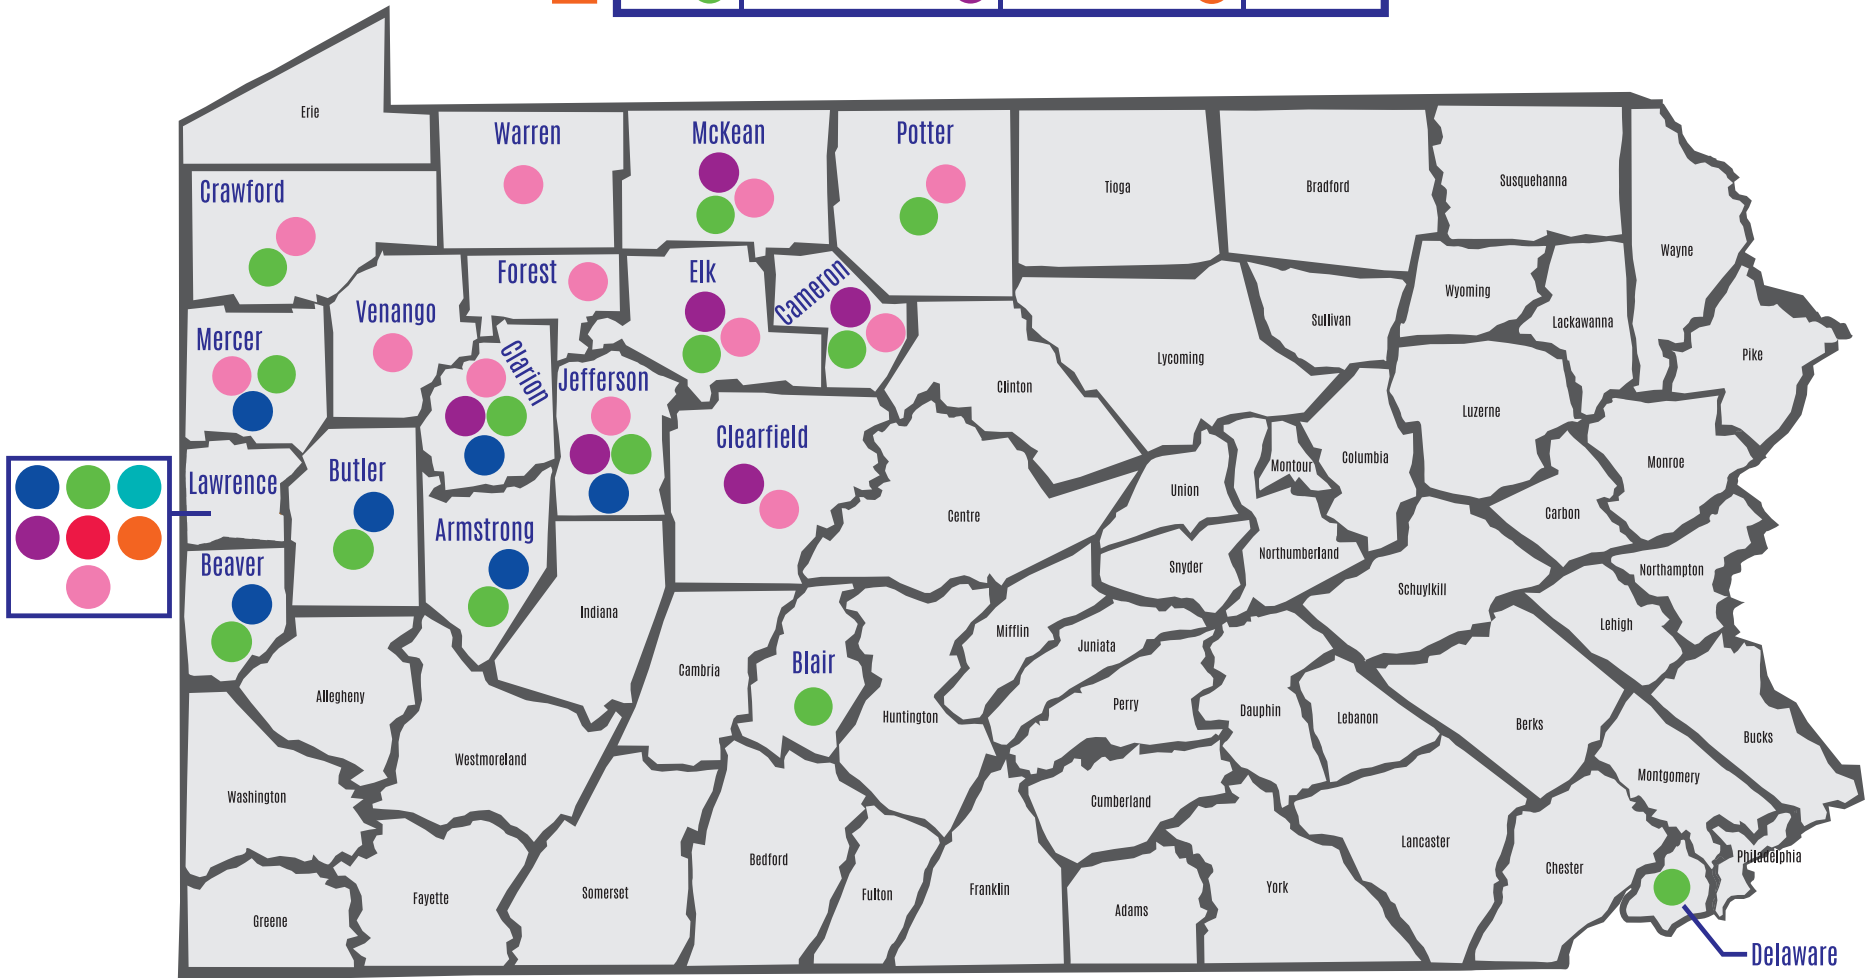 Erie
Warren
McKean
Potter
Tioga
Bradford
Susquehanna
Wayne
Crawford
Forest
Elk
Cameron
Wyoming
Lackawanna
Pike
Venango
Mercer
Clarion
Jefferson
Clinton
Lycoming
Sullivan
Luzerne
Monroe
Clearfield
Lawrence
Butler
Armstrong
Centre
Union
Montour
Columbia
Carbon
Beaver
Indiana
Snyder
Northumberland
Schuylkill
Northampton
Lehigh
Allegheny
Cambria
Blair
Mifflin
Juniata
Huntington
Perry
Dauphin
Lebanon
Berks
Bucks
Montgomery
Westmoreland
Washington
Cumberland
Lancaster
Philadelphia
Bedford
Chester
Greene
Fayette
Somerset
Fulton
Franklin
Adams
York
Delaware